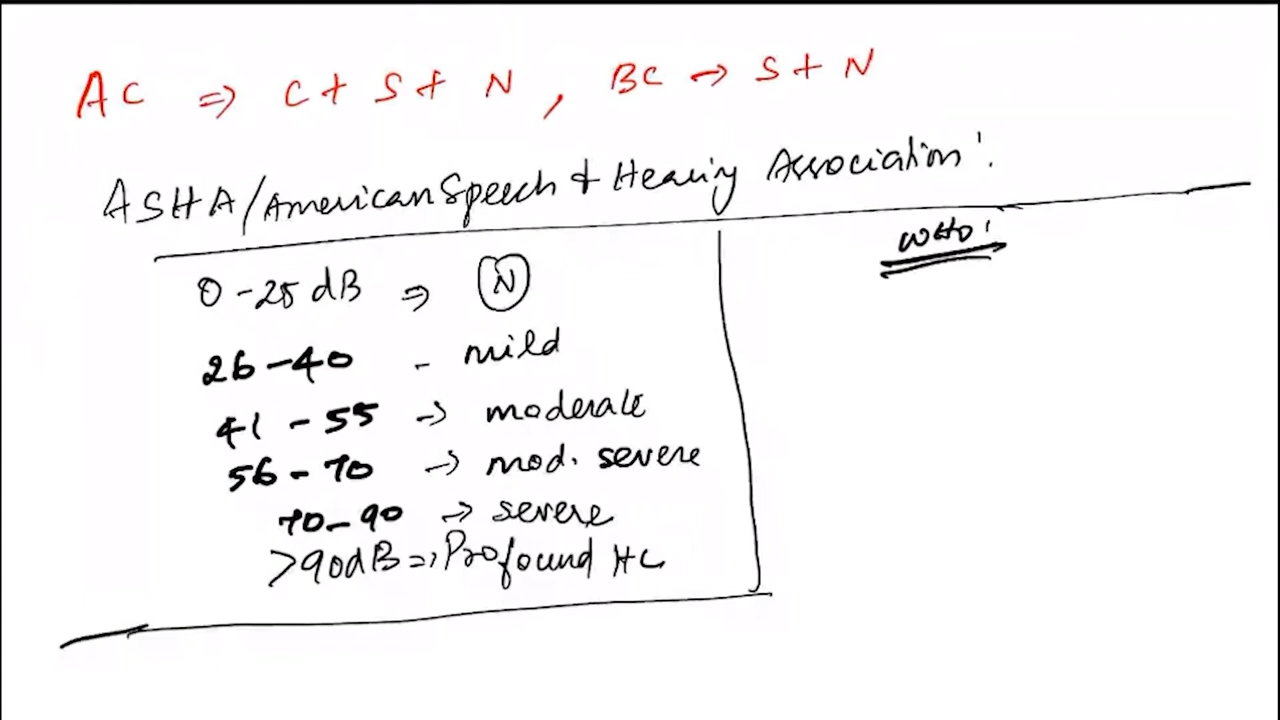 AC ⇒ C + S + N , BC → S + N
ASHA/American Speech & Hearing Association:
WHO:
0-25 dB ⇒ N
26-40 - mild
41-55 → moderate
56-70 → mod. severe
70-90 → severe
>90dB ⇒ Profound HL